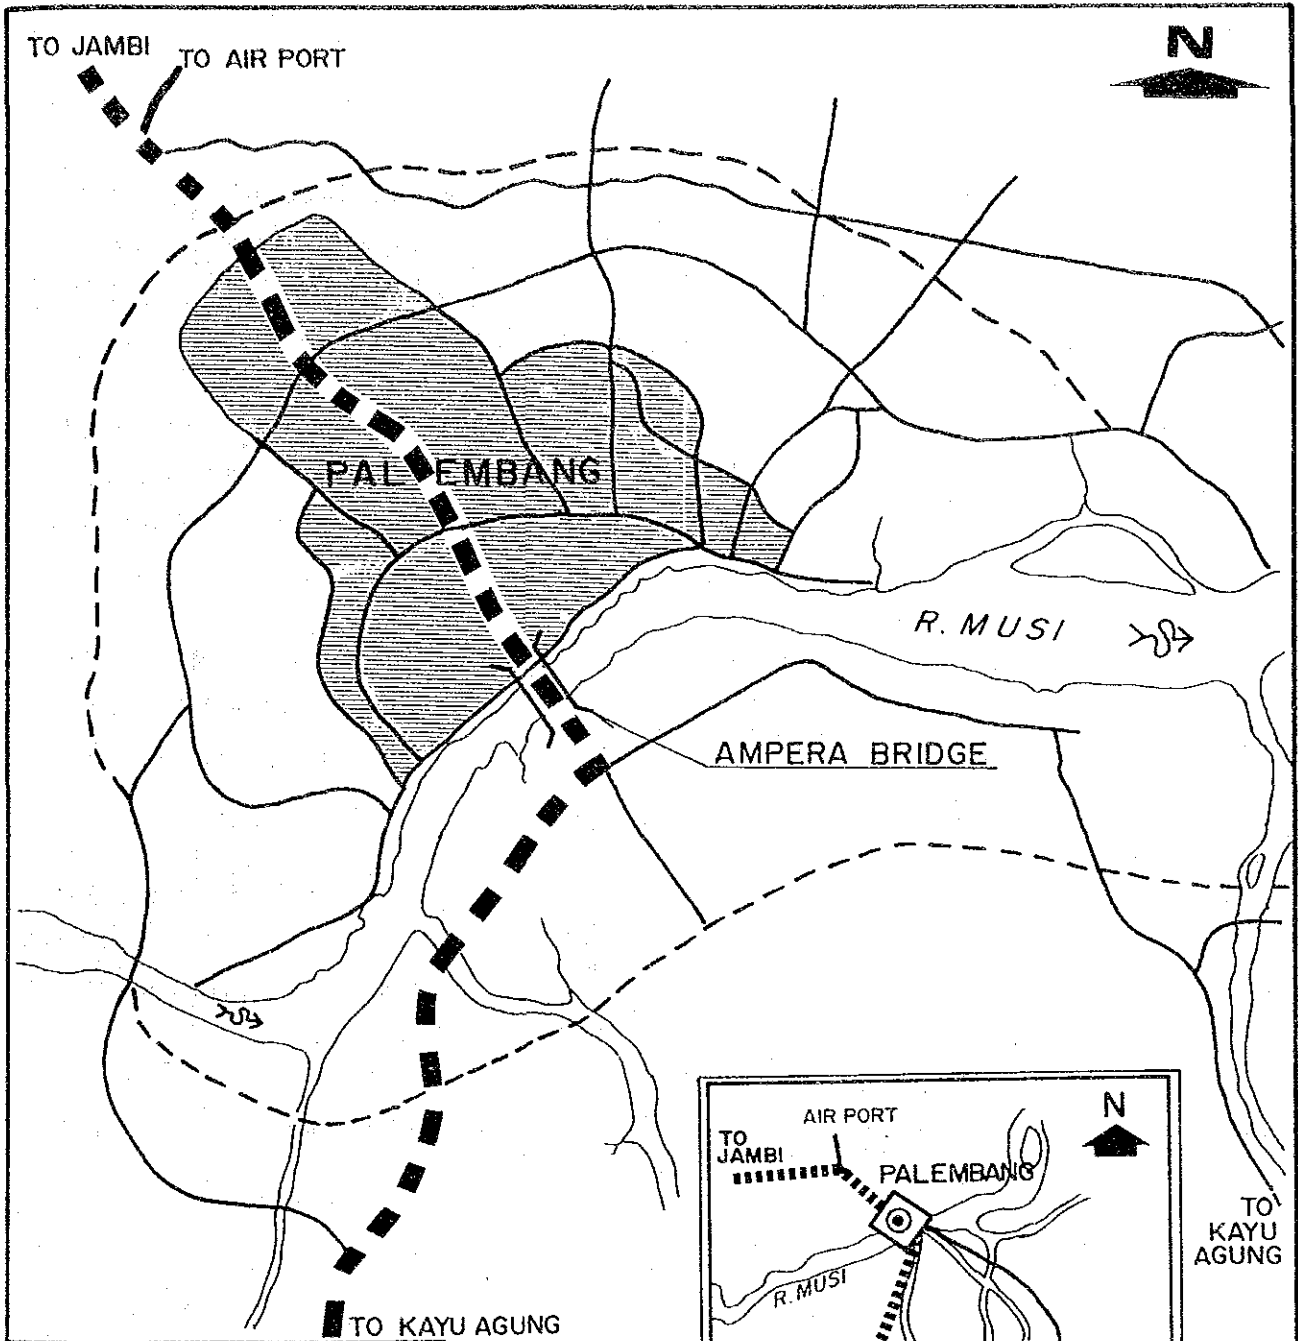 TO JAMBI
TO AIR PORT
N
PALEMBANG
R. MUSI
AMPERA BRIDGE
AIR PORT
N
TO
JAMBI
PALEMBANG
R. MUSI
TO
KAYU
AGUNG
TO KAYU AGUNG